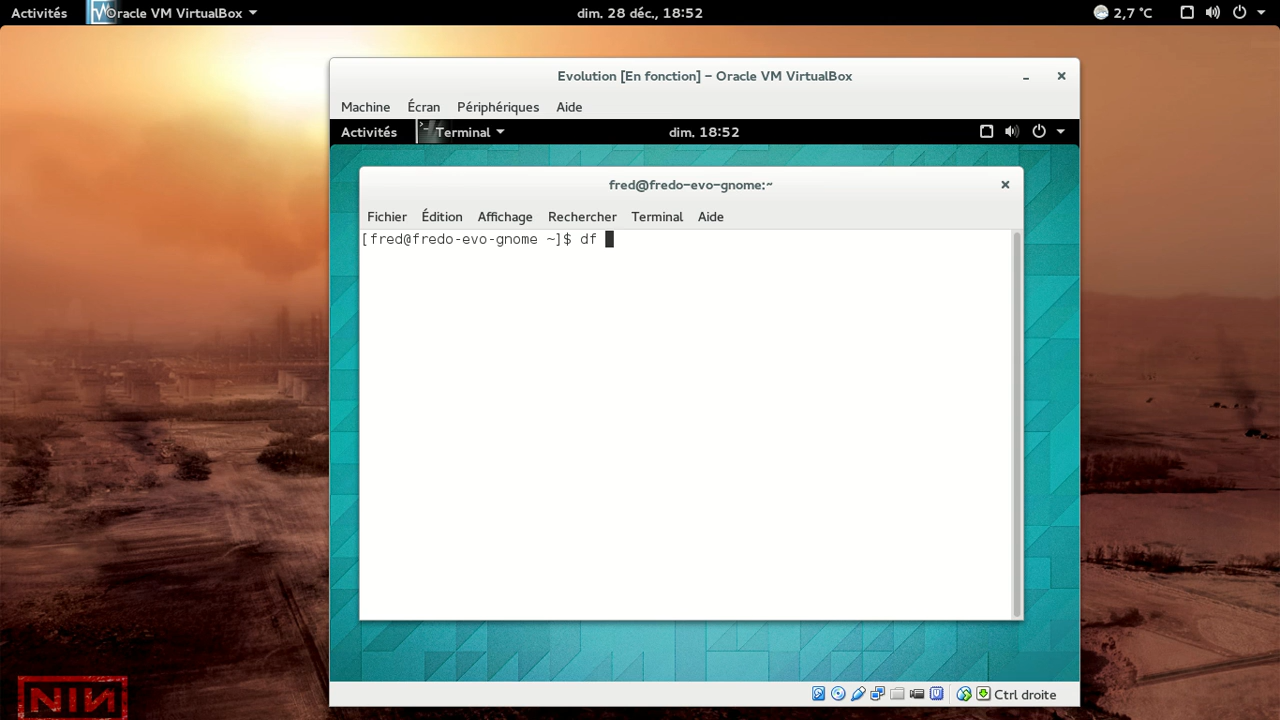 Activités Oracle VM VirtualBox dim. 28 déc., 18:52 2,7 °C
Evolution [En fonction] – Oracle VM VirtualBox
Machine Écran Périphériques Aide
Activités Terminal dim. 18:52
fred@fredo-evo-gnome:~
Fichier Édition Affichage Rechercher Terminal Aide
[fred@fredo-evo-gnome ~]$ df
NIN
Ctrl droite